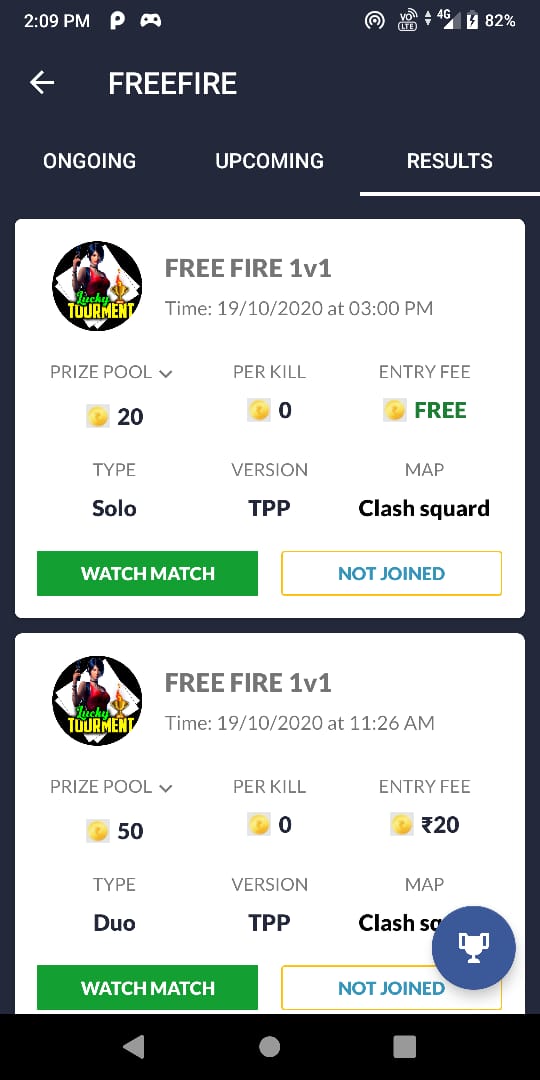 2:09 PM 4G 82%
VO
LTE
FREEFIRE
ONGOING UPCOMING RESULTS
Lucky
TOURMENT
FREE FIRE 1v1
Time: 19/10/2020 at 03:00 PM
PRIZE POOL PER KILL ENTRY FEE
20 0 FREE
TYPE VERSION MAP
Solo TPP Clash squard
WATCH MATCH NOT JOINED
Lucky
TOURMENT
FREE FIRE 1v1
Time: 19/10/2020 at 11:26 AM
PRIZE POOL PER KILL ENTRY FEE
50 0 ₹20
TYPE VERSION MAP
Duo TPP Clash sq
WATCH MATCH NOT JOINED